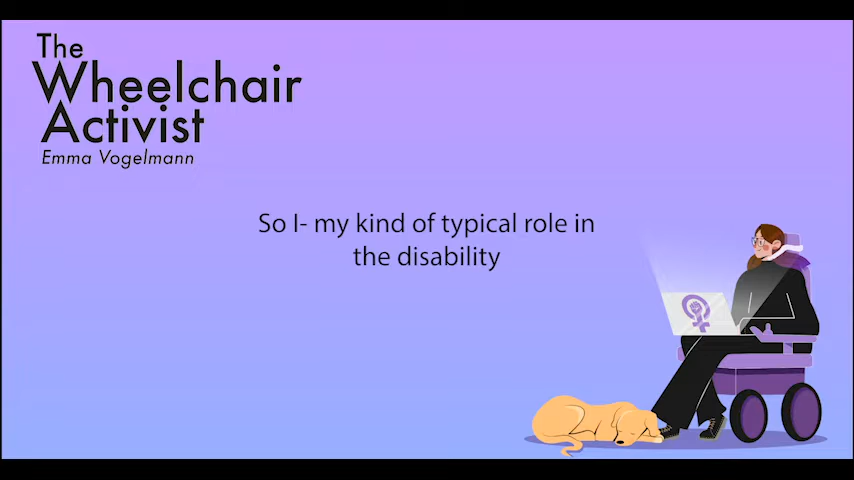 The
Wheelchair
Activist
Emma Vogelmann
So I- my kind of typical role in
the disability